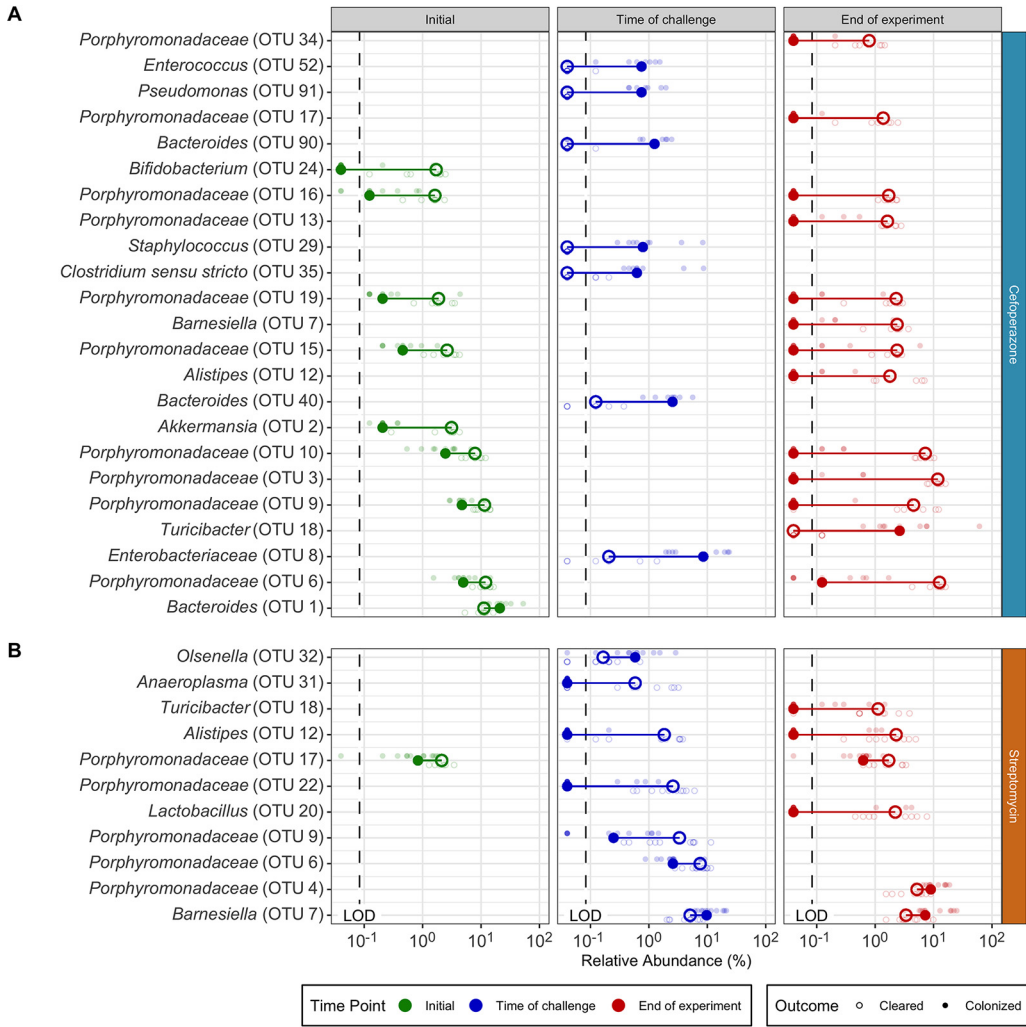 A
Initial
Time of challenge
End of experiment
Porphyromonadaceae (OTU 34)
Enterococcus (OTU 52)
Pseudomonas (OTU 91)
Porphyromonadaceae (OTU 17)
Bacteroides (OTU 90)
Bifidobacterium (OTU 24)
Porphyromonadaceae (OTU 16)
Porphyromonadaceae (OTU 13)
Staphylococcus (OTU 29)
Clostridium sensu stricto (OTU 35)
Porphyromonadaceae (OTU 19)
Barnesiella (OTU 7)
Porphyromonadaceae (OTU 15)
Alistipes (OTU 12)
Bacteroides (OTU 40)
Akkermansia (OTU 2)
Porphyromonadaceae (OTU 10)
Porphyromonadaceae (OTU 3)
Porphyromonadaceae (OTU 9)
Turicibacter (OTU 18)
Enterobacteriaceae (OTU 8)
Porphyromonadaceae (OTU 6)
Bacteroides (OTU 1)
Cefoperazone
B
Olsenella (OTU 32)
Anaeroplasma (OTU 31)
Turicibacter (OTU 18)
Alistipes (OTU 12)
Porphyromonadaceae (OTU 17)
Porphyromonadaceae (OTU 22)
Lactobacillus (OTU 20)
Porphyromonadaceae (OTU 9)
Porphyromonadaceae (OTU 6)
Porphyromonadaceae (OTU 4)
Barnesiella (OTU 7)
Streptomycin
LOD LOD LOD
10⁻¹ 10⁰ 10¹ 10² 10⁻¹ 10⁰ 10¹ 10² 10⁻¹ 10⁰ 10¹ 10²
Relative Abundance (%)
Time Point Initial Time of challenge End of experiment
Outcome Cleared Colonized